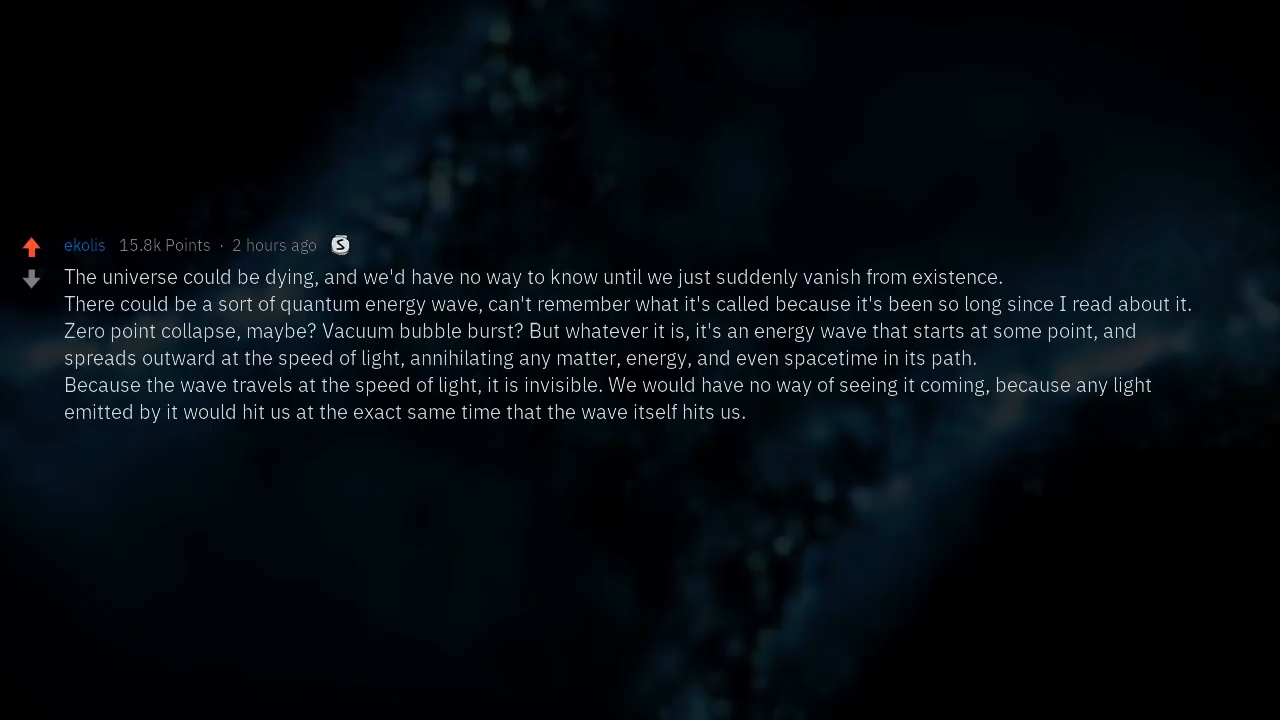 ekolis 15.8k Points · 2 hours ago S
The universe could be dying, and we'd have no way to know until we just suddenly vanish from existence.
There could be a sort of quantum energy wave, can't remember what it's called because it's been so long since I read about it.
Zero point collapse, maybe? Vacuum bubble burst? But whatever it is, it's an energy wave that starts at some point, and
spreads outward at the speed of light, annihilating any matter, energy, and even spacetime in its path.
Because the wave travels at the speed of light, it is invisible. We would have no way of seeing it coming, because any light
emitted by it would hit us at the exact same time that the wave itself hits us.